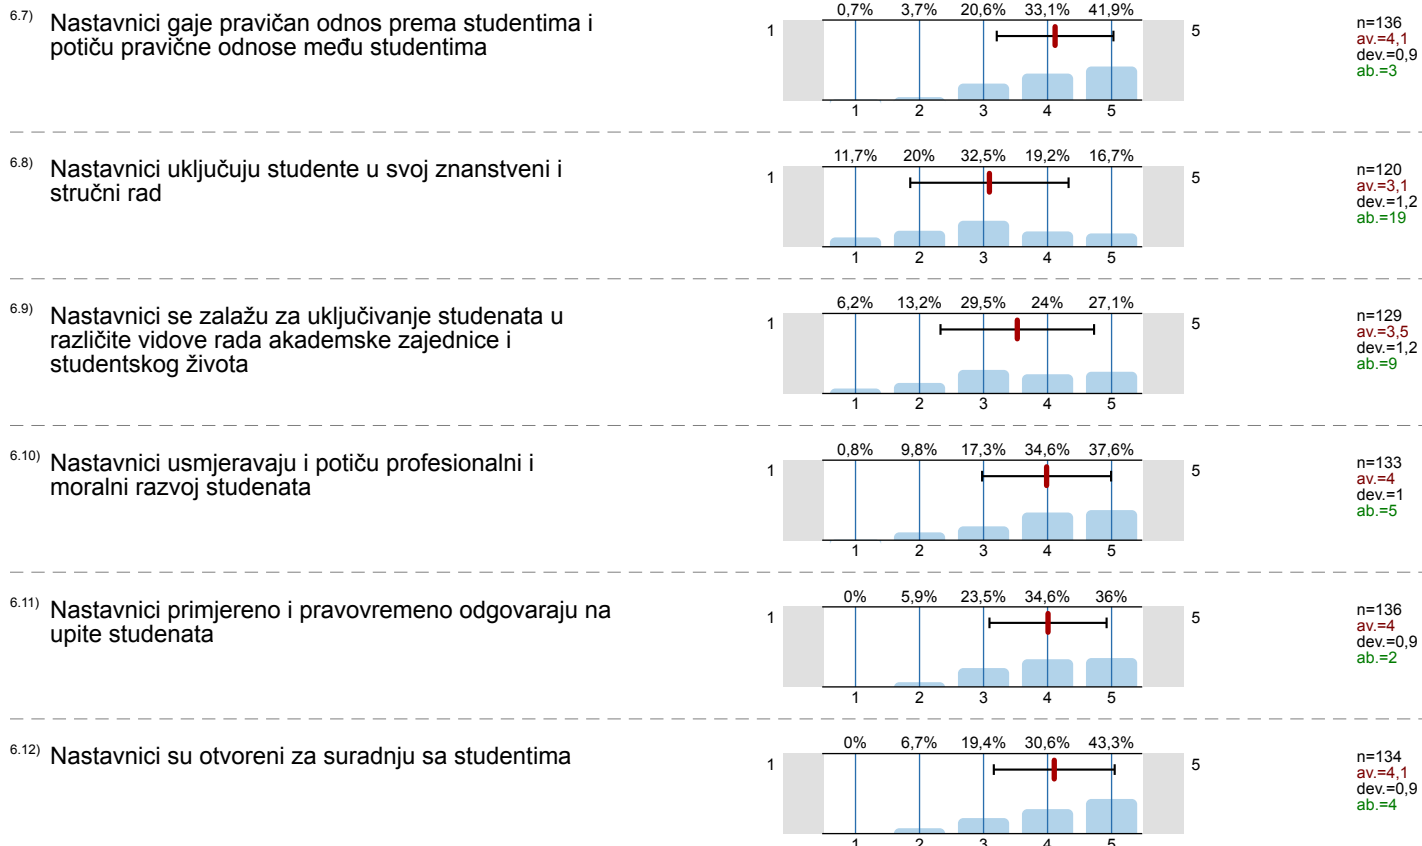 6.7) Nastavnici gaje pravičan odnos prema studentima i
potiču pravične odnose među studentima
0,7% 3,7% 20,6% 33,1% 41,9%
1 5
1 2 3 4 5
n=136
av.=4,1
dev.=0,9
ab.=3
6.8) Nastavnici uključuju studente u svoj znanstveni i
stručni rad
11,7% 20% 32,5% 19,2% 16,7%
1 5
1 2 3 4 5
n=120
av.=3,1
dev.=1,2
ab.=19
6.9) Nastavnici se zalažu za uključivanje studenata u
različite vidove rada akademske zajednice i
studentskog života
6,2% 13,2% 29,5% 24% 27,1%
1 5
1 2 3 4 5
n=129
av.=3,5
dev.=1,2
ab.=9
6.10) Nastavnici usmjeravaju i potiču profesionalni i
moralni razvoj studenata
0,8% 9,8% 17,3% 34,6% 37,6%
1 5
1 2 3 4 5
n=133
av.=4
dev.=1
ab.=5
6.11) Nastavnici primjereno i pravovremeno odgovaraju na
upite studenata
0% 5,9% 23,5% 34,6% 36%
1 5
1 2 3 4 5
n=136
av.=4
dev.=0,9
ab.=2
6.12) Nastavnici su otvoreni za suradnju sa studentima
0% 6,7% 19,4% 30,6% 43,3%
1 5
1 2 3 4 5
n=134
av.=4,1
dev.=0,9
ab.=4